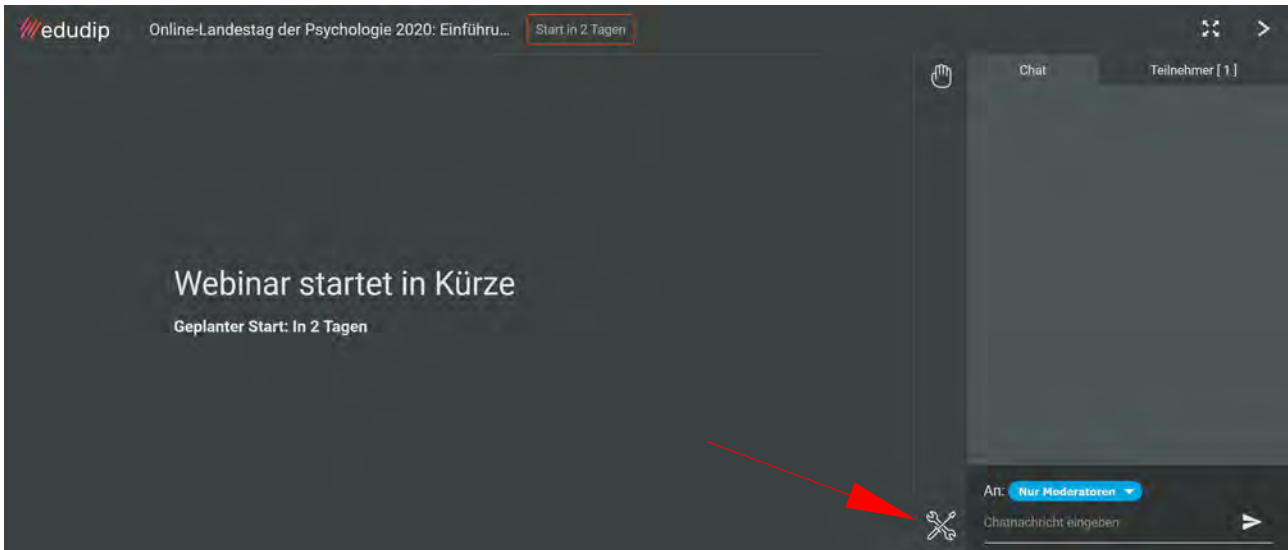 edudip
Online-Landestag der Psychologie 2020: Einführu...
Start in 2 Tagen
Chat
Teilnehmer [ 1 ]
Webinar startet in Kürze
Geplanter Start: In 2 Tagen
An: Nur Moderatoren
Chatnachricht eingeben